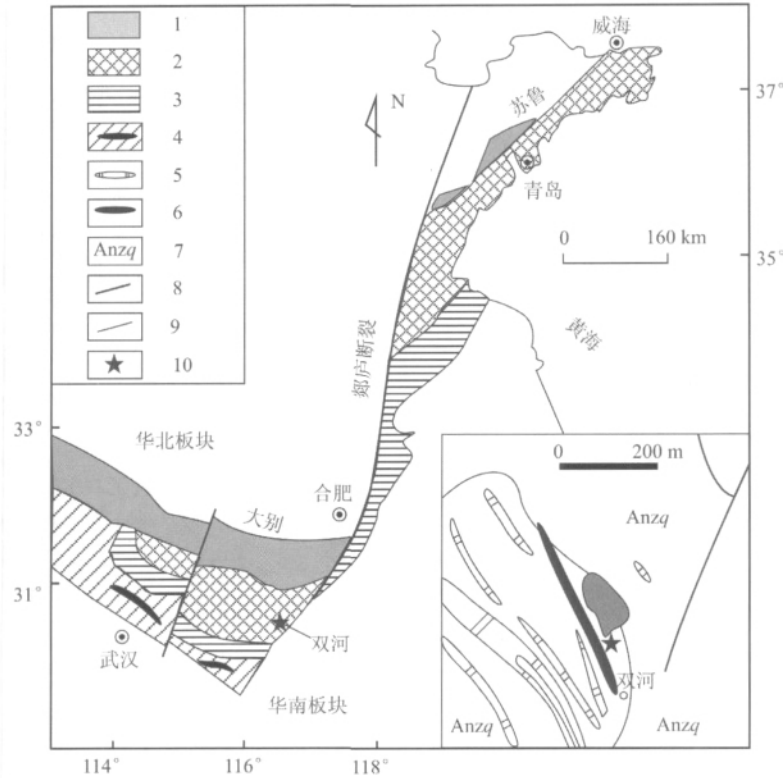 1
2
3
4
5
6
Anzq 7
8
9
10
威海
苏鲁
N
青岛
0 160 km
37°
35°
黄海
郯庐断裂
33°
31°
华北板块
合肥
大别
双河
武汉
华南板块
114° 116° 118°
0 200 m
Anzq
双河
Anzq
Anzq